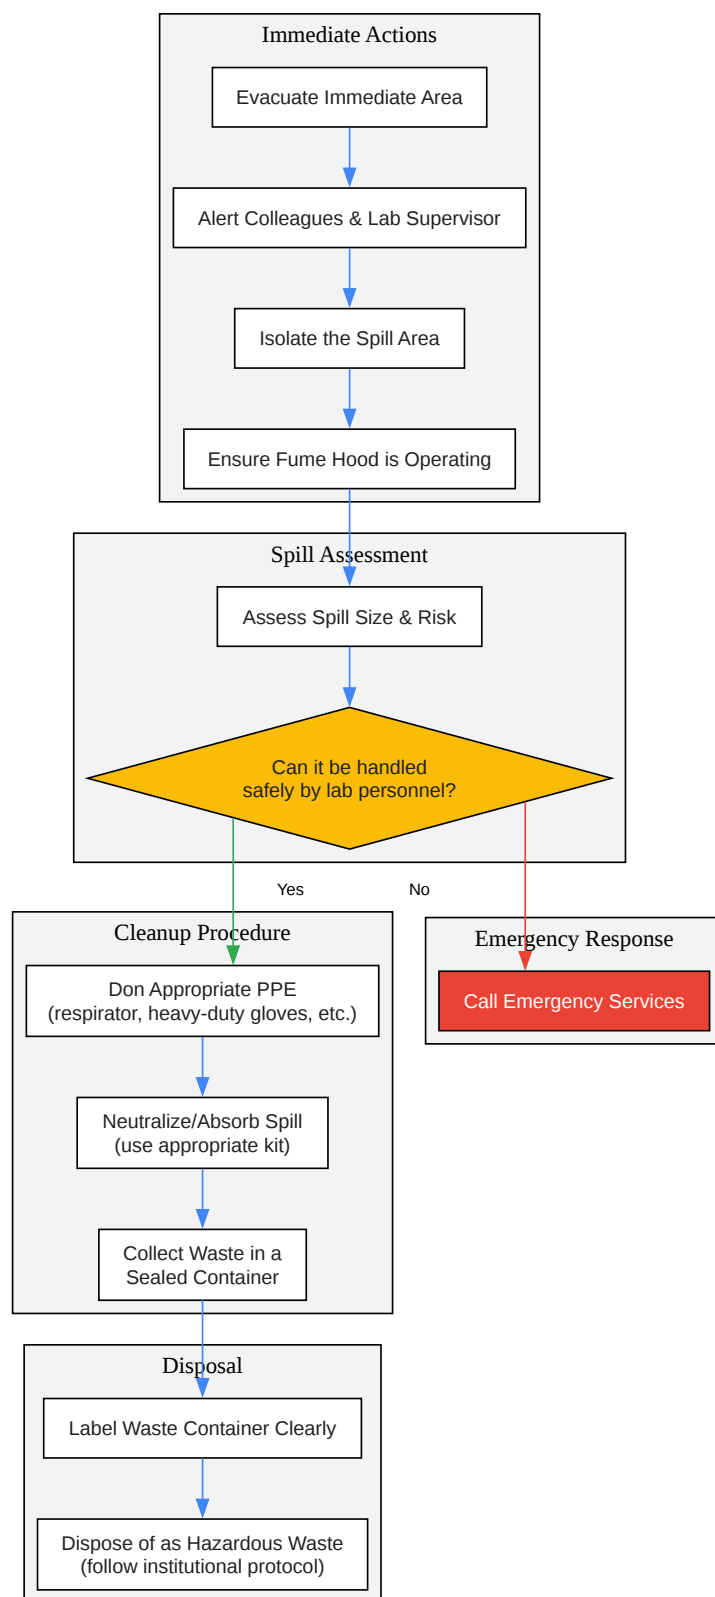 Immediate Actions
Evacuate Immediate Area
Alert Colleagues & Lab Supervisor
Isolate the Spill Area
Ensure Fume Hood is Operating
Spill Assessment
Assess Spill Size & Risk
Can it be handled
safely by lab personnel?
Yes
No
Cleanup Procedure
Don Appropriate PPE
(respirator, heavy-duty gloves, etc.)
Neutralize/Absorb Spill
(use appropriate kit)
Collect Waste in a
Sealed Container
Emergency Response
Call Emergency Services
Disposal
Label Waste Container Clearly
Dispose of as Hazardous Waste
(follow institutional protocol)